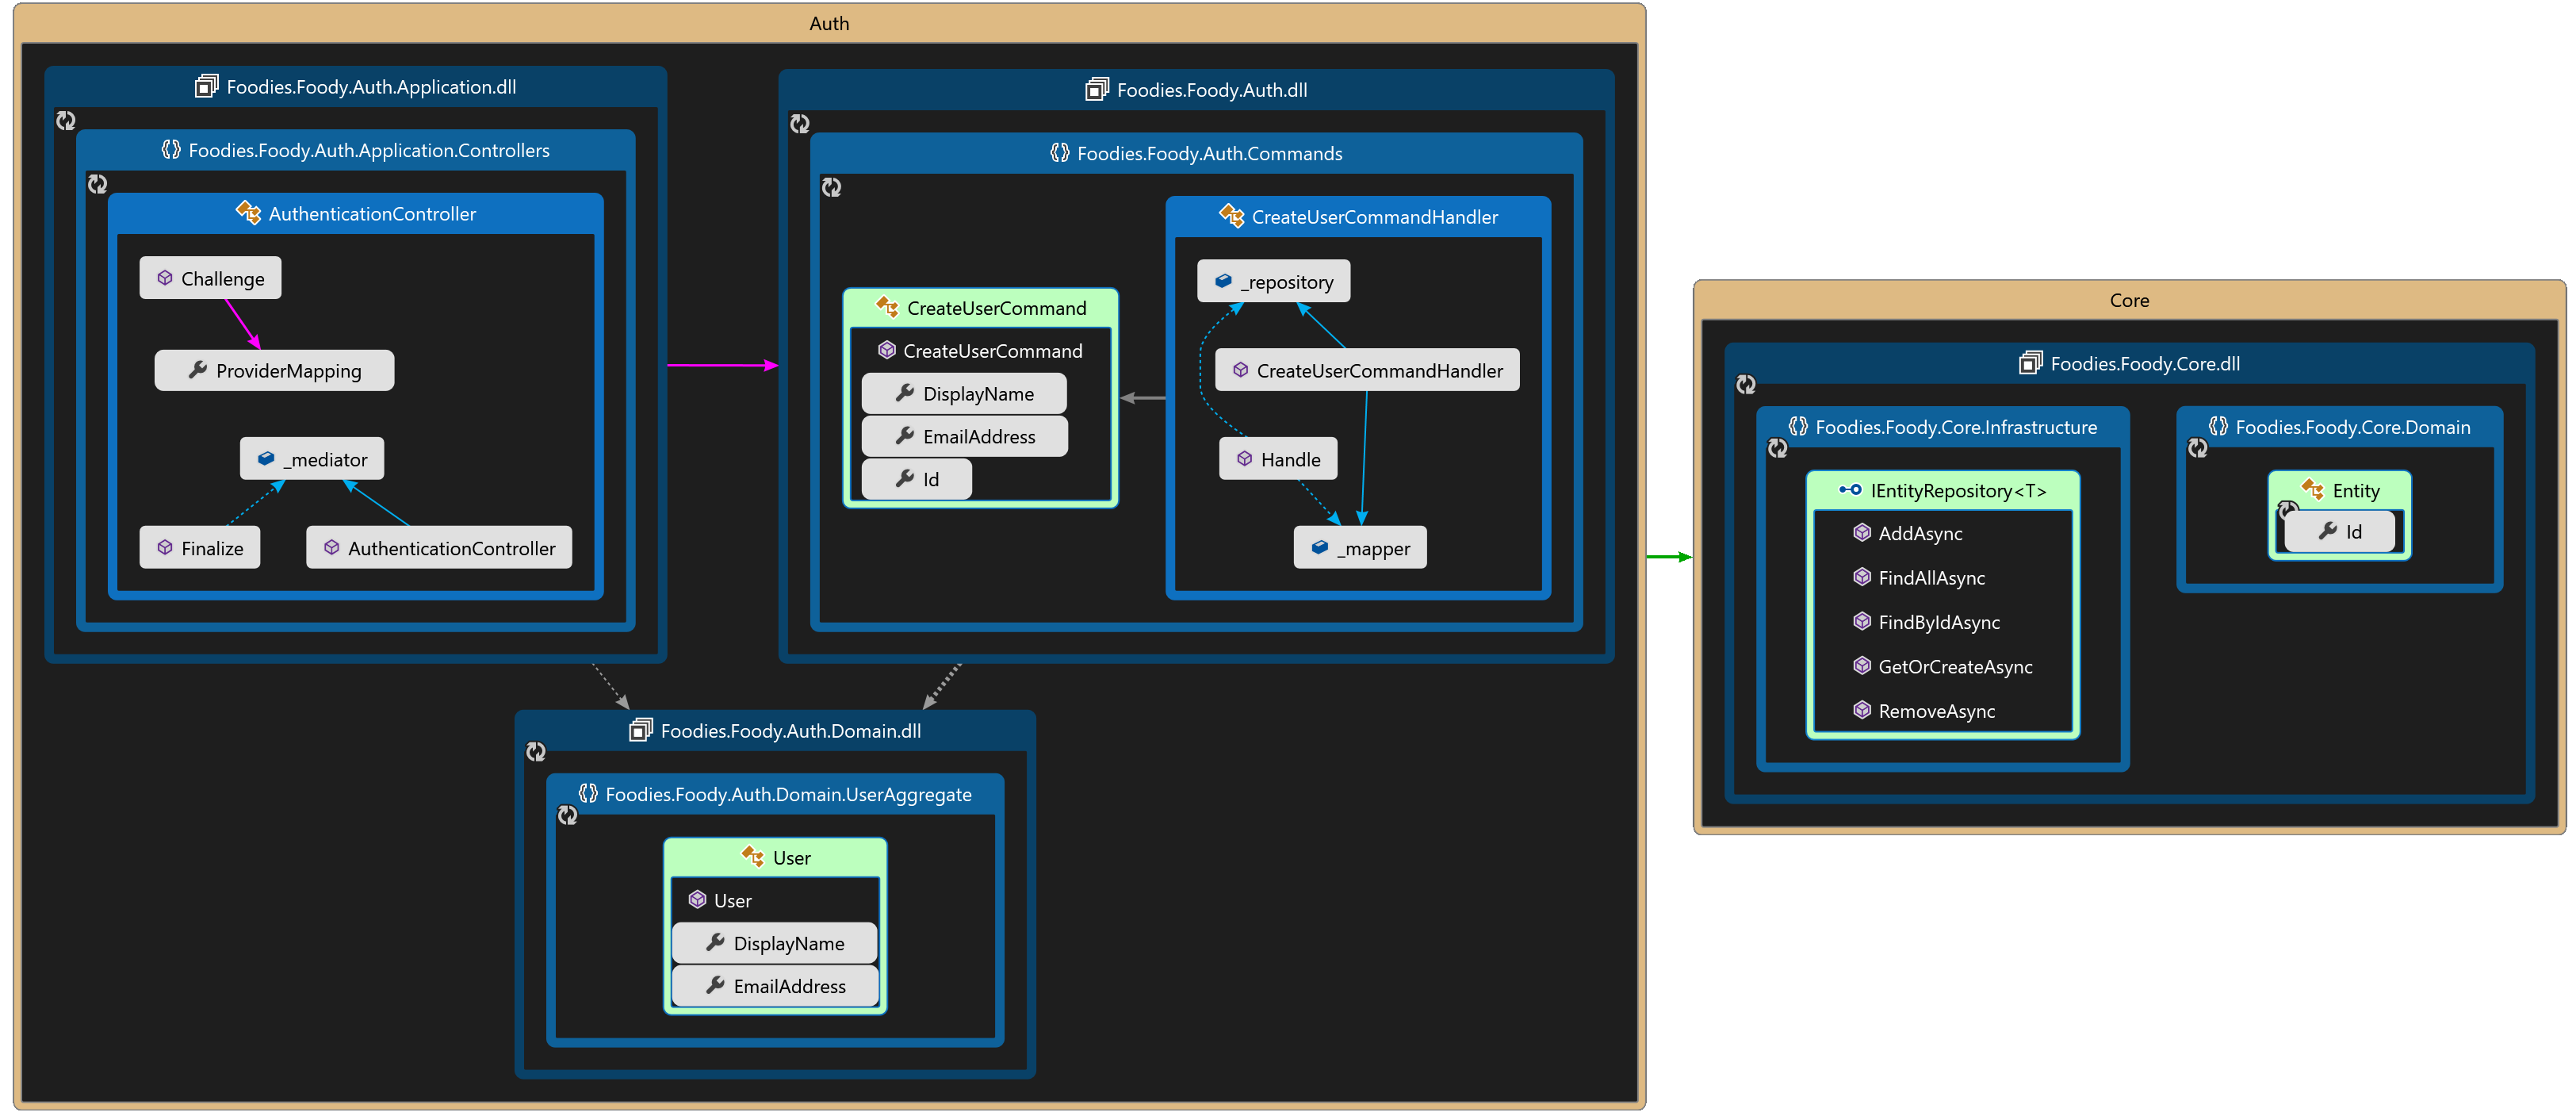 Auth
Foodies.Foody.Auth.Application.dll
Foodies.Foody.Auth.Application.Controllers
AuthenticationController
Challenge
ProviderMapping
_mediator
Finalize
AuthenticationController
Foodies.Foody.Auth.dll
Foodies.Foody.Auth.Commands
CreateUserCommand
CreateUserCommand
DisplayName
EmailAddress
Id
CreateUserCommandHandler
_repository
CreateUserCommandHandler
Handle
_mapper
Foodies.Foody.Auth.Domain.dll
Foodies.Foody.Auth.Domain.UserAggregate
User
User
DisplayName
EmailAddress
Core
Foodies.Foody.Core.dll
Foodies.Foody.Core.Infrastructure
IEntityRepository<T>
AddAsync
FindAllAsync
FindByIdAsync
GetOrCreateAsync
RemoveAsync
Foodies.Foody.Core.Domain
Entity
Id